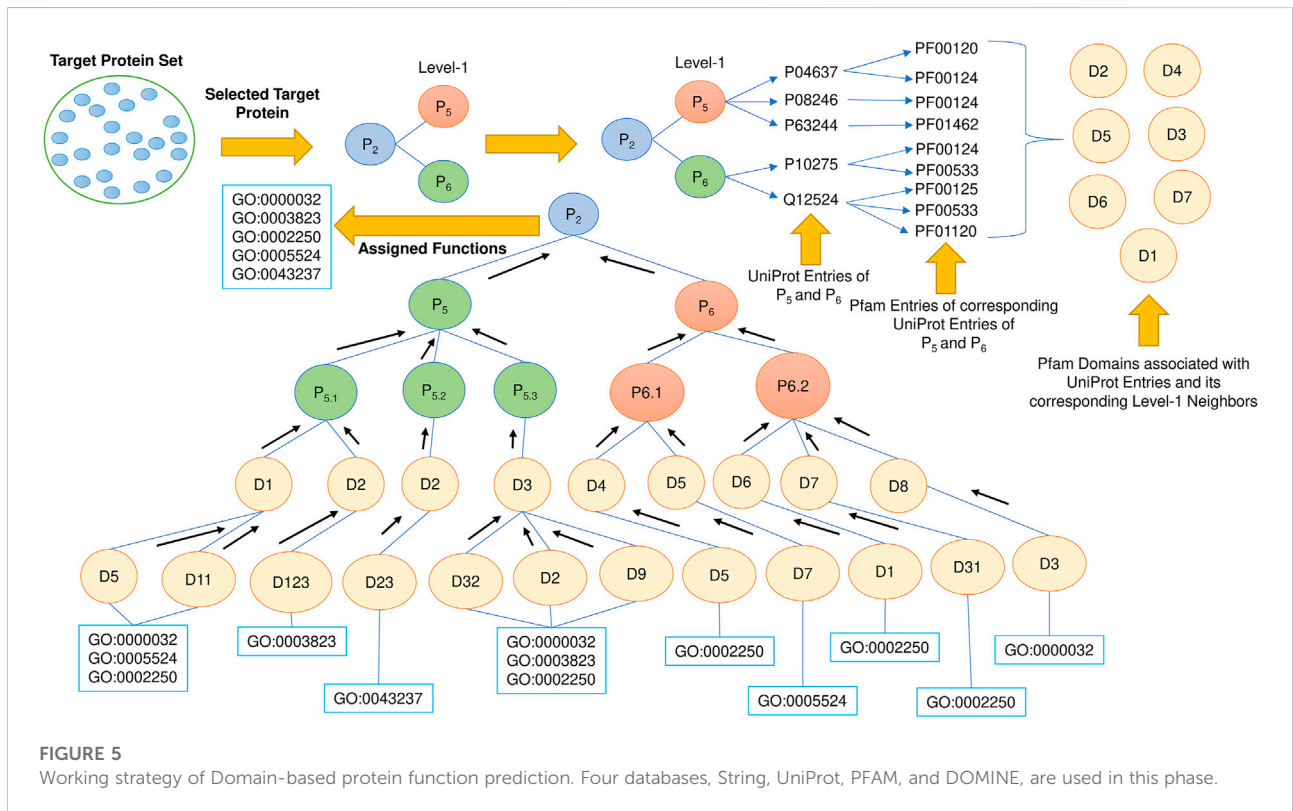 Target Protein Set
Selected Target
Protein
Level-1
P5
P2
P6
Level-1
P5
P2
P6
P04637
P08246
P63244
P10275
Q12524
PF00120
PF00124
PF00124
PF01462
PF00124
PF00533
PF00125
PF00533
PF01120
D2
D4
D5
D3
D6
D7
D1
GO:0000032
GO:0003823
GO:0002250
GO:0005524
GO:0043237
Assigned Functions
P2
UniProt Entries of
P5 and P6
Pfam Entries of corresponding
UniProt Entries of
P5 and P6
Pfam Domains associated with
UniProt Entries and its
corresponding Level-1 Neighbors
P5
P6
P5.1
P5.2
P5.3
P6.1
P6.2
D1
D2
D2
D3
D4
D5
D6
D7
D8
D5
D11
D123
D23
D32
D2
D9
D5
D7
D1
D31
D3
GO:0000032
GO:0005524
GO:0002250
GO:0003823
GO:0043237
GO:0000032
GO:0003823
GO:0002250
GO:0002250
GO:0005524
GO:0002250
GO:0002250
GO:0000032
FIGURE 5
Working strategy of Domain-based protein function prediction. Four databases, String, UniProt, PFAM, and DOMINE, are used in this phase.